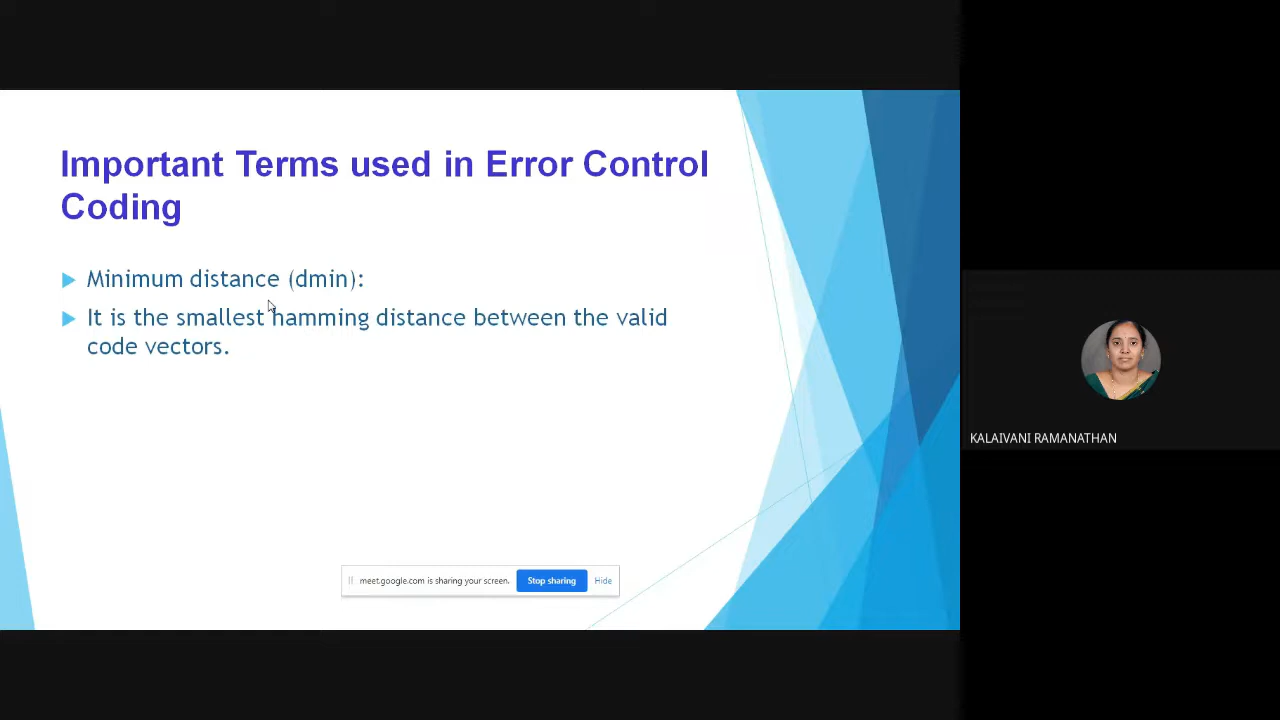 Important Terms used in Error Control
Coding
Minimum distance (dmin):
It is the smallest hamming distance between the valid
code vectors.
meet.google.com is sharing your screen.
Stop sharing
Hide
KALAIVANI RAMANATHAN